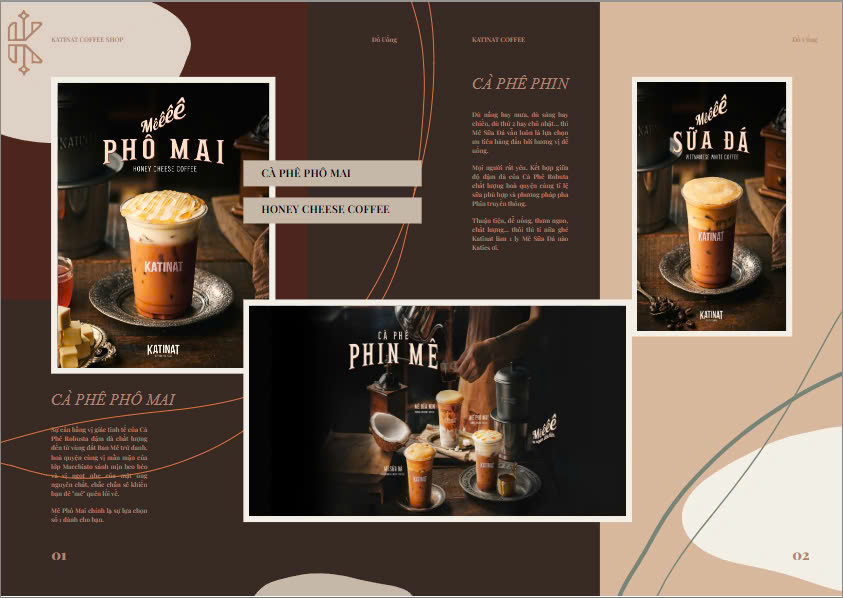 KATINAT COFFEE SHOP
Mêêêê
PHÔ MAI
HONEY CHEESE COFFEE
KATINAT
KATINAT
CÀ PHÊ PHÔ MAI
Sự cân bằng vị giác tinh tế của Cà
Phê Robusta đậm đà chất lượng
đến từ vùng đất Ban Mê trứ danh,
hoà quyện cùng vị mằn mặn của
lớp Macchiato sánh mịn
và vị ngọt nhẹ của mật ong
nguyên chất, chắc chắn sẽ khiến
bạn dễ "mê" quên lối về.
Mê Phô Mai chính là sự lựa chọn
số 1 dành cho bạn.
01
Đồ Uống
CÀ PHÊ PHÔ MAI
HONEY CHEESE COFFEE
KATINAT COFFEE
CÀ PHÊ PHIN
Dù nắng hay mưa, dù sáng hay
chiều, dù thứ 2 hay chủ nhật... thì
Mê Sữa Đá vẫn luôn là lựa chọn
ưu tiên hàng đầu bởi hương vị dễ
uống.
Mọi người rất yêu. Kết hợp giữa
độ đậm đà của Cà Phê Robusta
chất lượng hoà quyện cùng tỉ lệ
sữa phù hợp và phương pháp pha
Phin truyền thống.
Thuận tiện, dễ uống, thơm ngon,
chất lượng... thôi thì ti nữa ghé
Katinat làm 1 ly Mê Sữa Đá nào
Katies ơi.
CÀ PHÊ
PHIN MÊ
Mêêê
Đồ Uống
Mêêê
SỮA ĐÁ
VIETNAMESE WHITE COFFEE
KATINAT
KATINAT
02